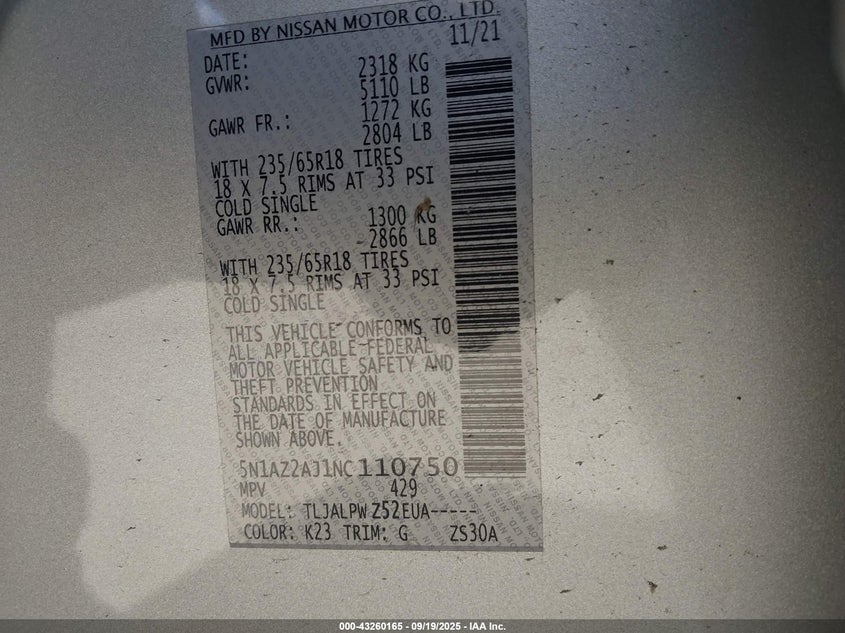 MFD BY NISSAN MOTOR CO., LTD.
DATE: 11/21
GVWR: 2318 KG
5110 LB
GAWR FR.: 1272 KG
2804 LB
WITH 235/65R18 TIRES
18 X 7.5 RIMS AT 33 PSI
COLD SINGLE
GAWR RR.: 1300 KG
2866 LB
WITH 235/65R18 TIRES
18 X 7.5 RIMS AT 33 PSI
COLD SINGLE
THIS VEHICLE CONFORMS TO
ALL APPLICABLE FEDERAL
MOTOR VEHICLE SAFETY AND
THEFT PREVENTION
STANDARDS IN EFFECT ON
THE DATE OF MANUFACTURE
SHOWN ABOVE.
5N1AZ2AJ1NC110750
MPV 429
MODEL: TLJALPWZ52EUA-----
COLOR: K23 TRIM: G ZS30A
000-43260165 - 09/19/2025 - IAA Inc.